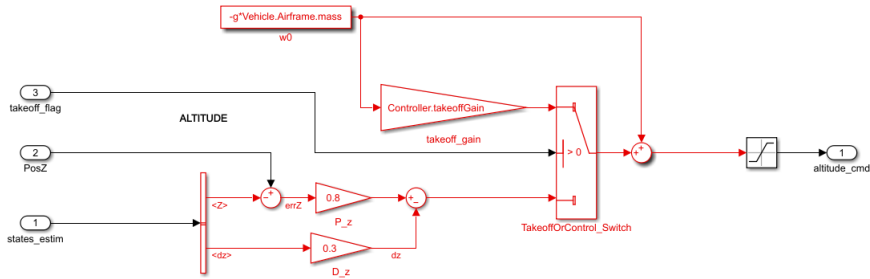 -g*Vehicle.Airframe.mass
w0
3
takeoff_flag
Controller.takeoffGain
takeoff_gain
ALTITUDE
> 0
2
PosZ
1
altitude_cmd
<Z>
errZ
0.8
P_z
TakeoffOrControl_Switch
1
states_estim
<dz>
0.3
D_z
dz